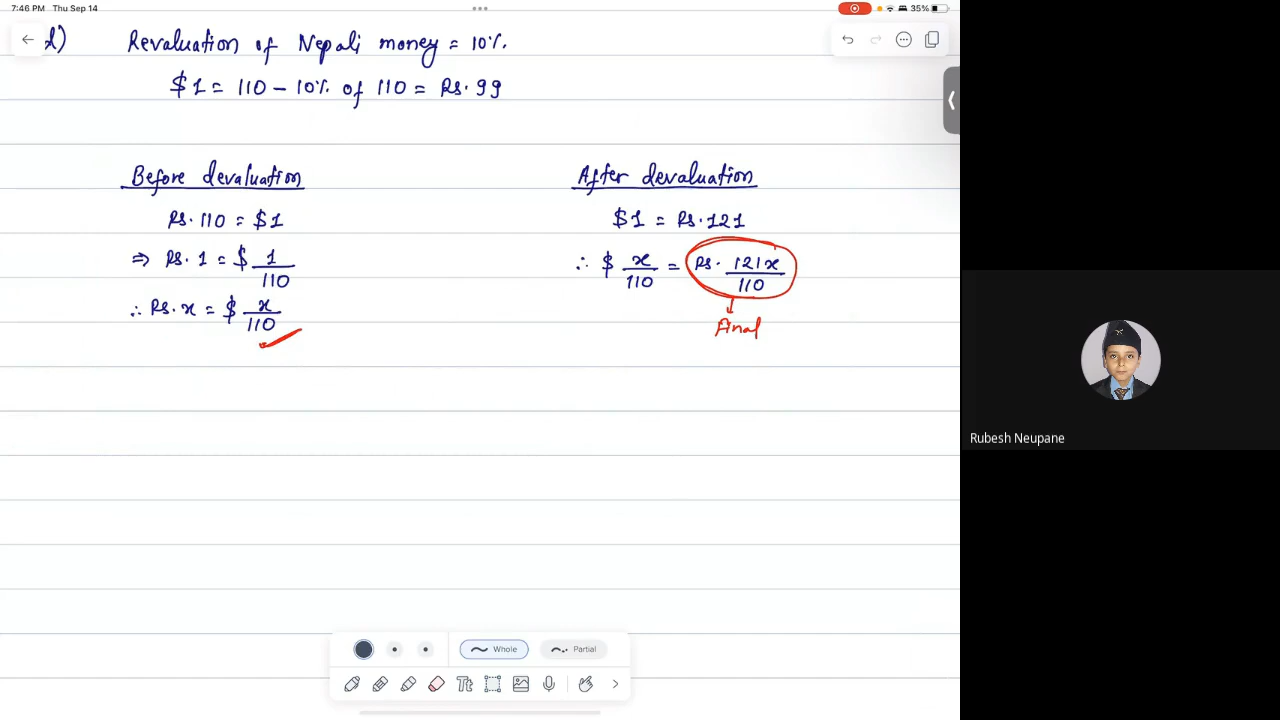 7:46 PM Thu Sep 14
35%
d) Revaluation of Nepali money = 10%.
$1 = 110 - 10% of 110 = Rs. 99
Before devaluation
Rs. 110 = $1
⇒ Rs. 1 = $ 1/110
∴ Rs. x = $ x/110
After devaluation
$1 = Rs. 121
∴ $ x/110 = Rs. 121x/110
Final
Rubesh Neupane
Whole
Partial
Tt